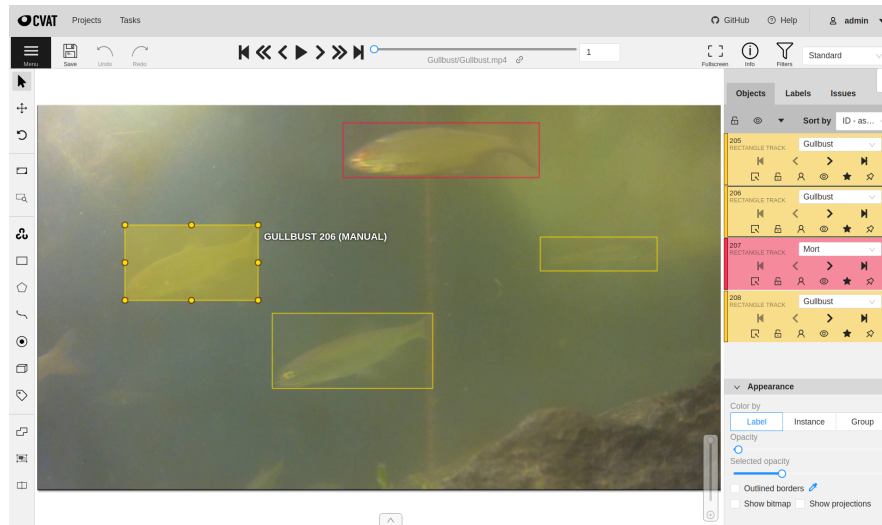 CVAT Projects Tasks GitHub Help admin
Menu Save Undo Redo Gullbust/Gullbust.mp4 1 Fullscreen Info Filters Standard
Objects Labels Issues
Sort by ID - as...
205 Gullbust
RECTANGLE TRACK
206 Gullbust
RECTANGLE TRACK
GULLBUST 206 (MANUAL)
207 Mort
RECTANGLE TRACK
208 Gullbust
RECTANGLE TRACK
Appearance
Color by
Label Instance Group
Opacity
Selected opacity
Outlined borders
Show bitmap Show projections